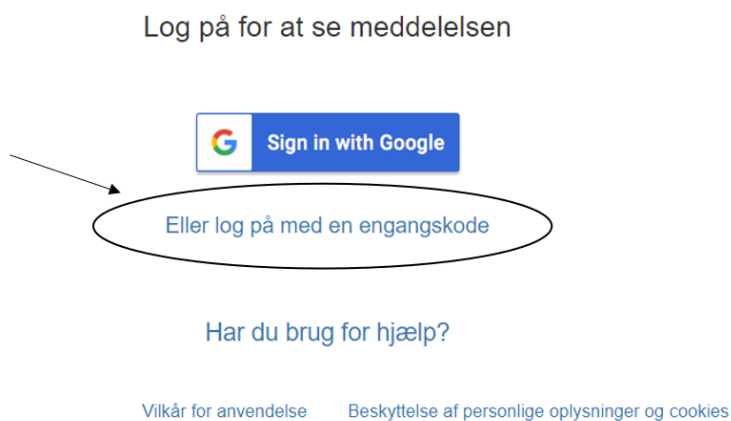 Log på for at se meddelelsen
Sign in with Google
Eller log på med en engangskode
Har du brug for hjælp?
Vilkår for anvendelse Beskyttelse af personlige oplysninger og cookies